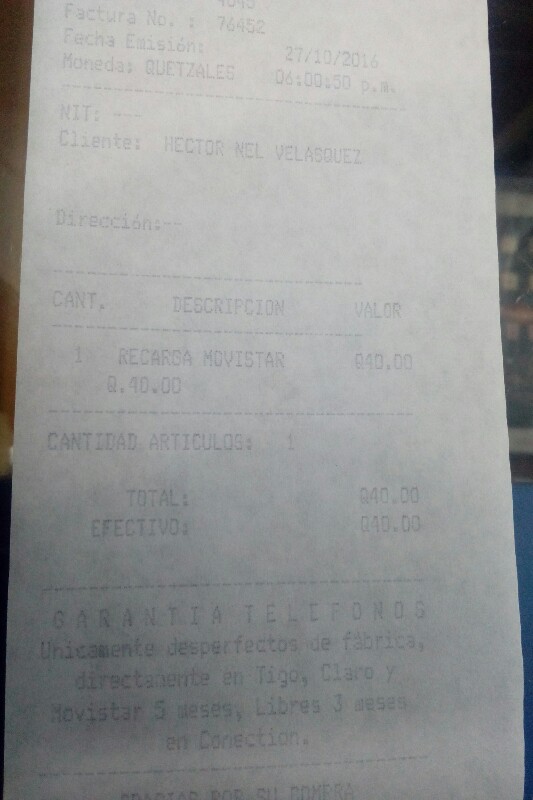 4045
Factura No. : 76452
Fecha Emisión: 27/10/2016
Moneda: QUETZALES 06:00:50 p.m.
NIT: ---
Cliente: HECTOR NEL VELASQUEZ
Dirección:--
CANT. DESCRIPCION VALOR
1 RECARGA MOVISTAR Q40.00
Q.40.00
CANTIDAD ARTICULOS: 1
TOTAL: Q40.00
EFECTIVO: Q40.00
G A R A N T I A T E L E F O N O S
Unicamente desperfectos de fábrica,
directamente en Tigo, Claro y
Movistar 5 meses, Libres 3 meses
en Conection.
GRACIAS POR SU COMPRA